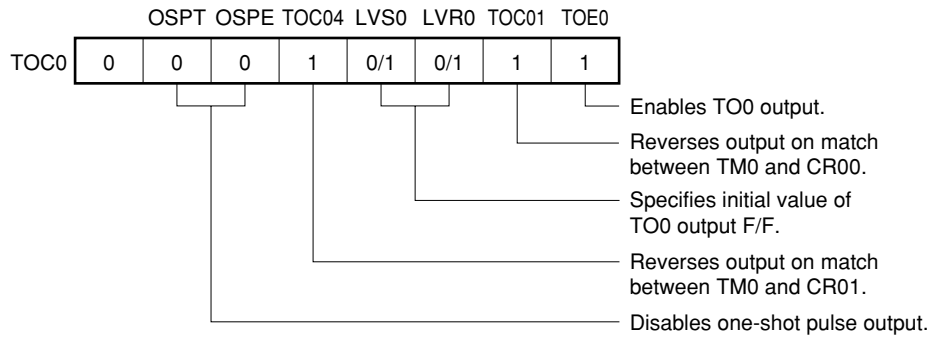 OSPT OSPE TOC04 LVS0 LVR0 TOC01 TOE0
TOC0 0 0 0 1 0/1 0/1 1 1
Enables TO0 output.
Reverses output on match
between TM0 and CR00.
Specifies initial value of
TO0 output F/F.
Reverses output on match
between TM0 and CR01.
Disables one-shot pulse output.